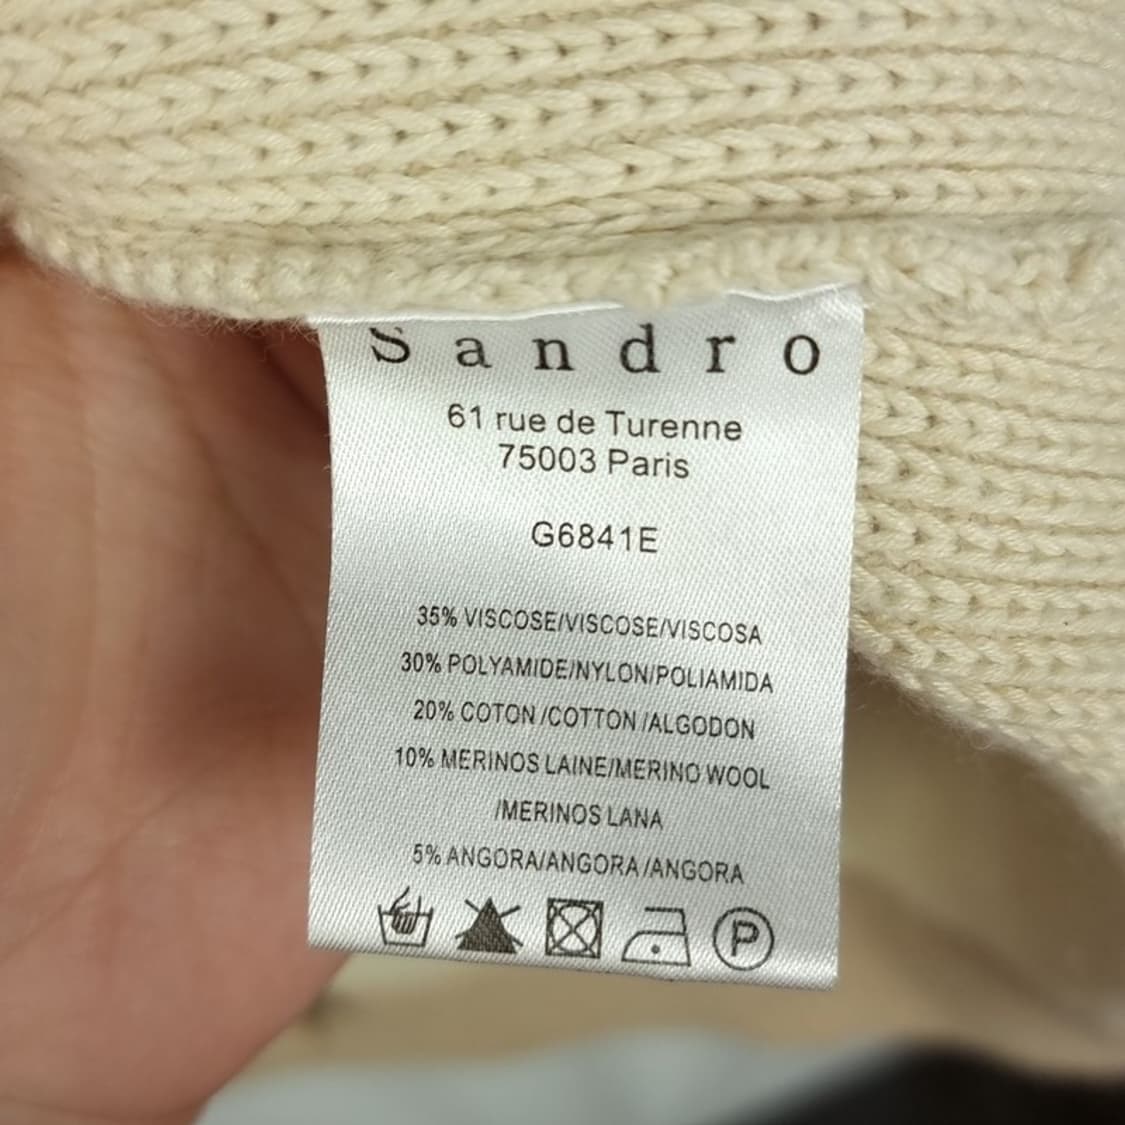 Sandro
61 rue de Turenne
75003 Paris
G6841E
35% VISCOSE/VISCOSE/VISCOSA
30% POLYAMIDE/NYLON/POLIAMIDA
20% COTON /COTTON /ALGODON
10% MERINOS LAINE/MERINO WOOL
/MERINOS LANA
5% ANGORA/ANGORA /ANGORA
P